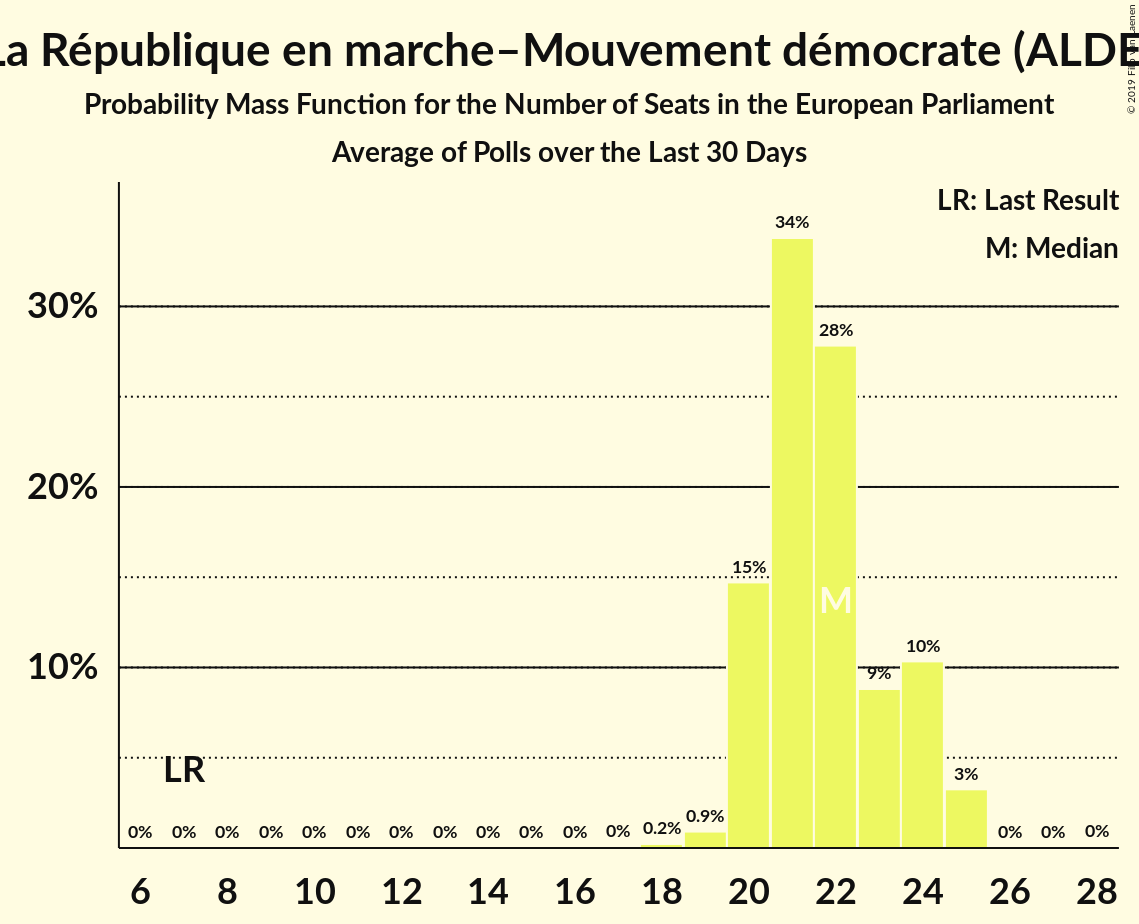 La République en marche–Mouvement démocrate (ALDE
Probability Mass Function for the Number of Seats in the European Parliament
Average of Polls over the Last 30 Days
© 2019
LR: Last Result
M: Median
34%
30%
28%
20%
15%
M
10%
10%
9%
LR
3%
0% 0% 0% 0% 0% 0% 0% 0% 0% 0% 0% 0% 0.2% 0.9% 0% 0% 0%
6 8 10 12 14 16 18 20 22 24 26 28